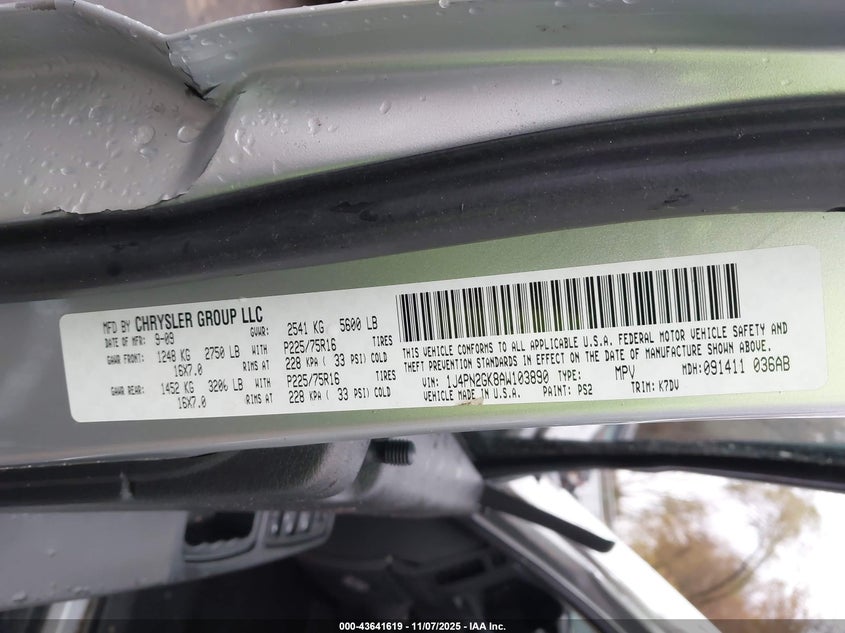 MFD BY CHRYSLER GROUP LLC
DATE OF MFR: 9-09 GVWR: 2541 KG 5600 LB
GAWR FRONT: 1248 KG 2750 LB WITH P225/75R16 TIRES
16X7.0 RIMS AT 228 KPA ( 33 PSI) COLD
GAWR REAR: 1452 KG 3206 LB WITH P225/75R16 TIRES
16X7.0 RIMS AT 228 KPA ( 33 PSI) COLD
THIS VEHICLE CONFORMS TO ALL APPLICABLE U.S.A. FEDERAL MOTOR VEHICLE SAFETY AND
THEFT PREVENTION STANDARDS IN EFFECT ON THE DATE OF MANUFACTURE SHOWN ABOVE.
VIN: 1J4PN2GK8AW103890 TYPE: MPV MDH: 091411 036AB
VEHICLE MADE IN U.S.A. PAINT: PS2 TRIM: K7DV
000-43641619 - 11/07/2025 - IAA Inc.